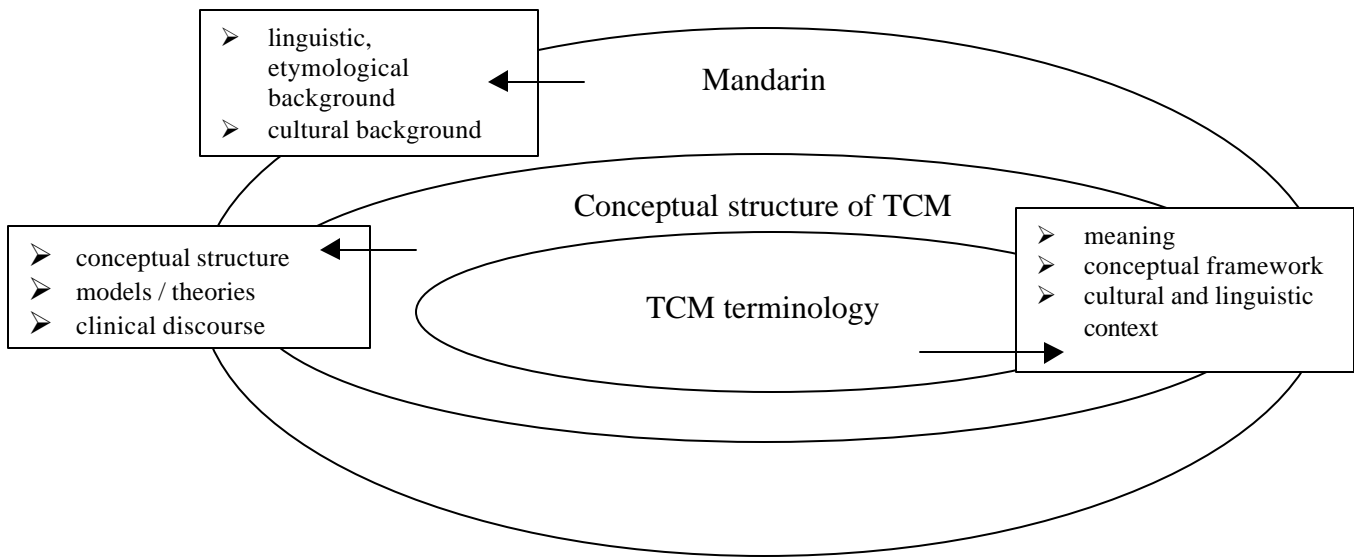 ➢ linguistic,
etymological
background
➢ cultural background
Mandarin
Conceptual structure of TCM
➢ conceptual structure
➢ models / theories
➢ clinical discourse
TCM terminology
➢ meaning
➢ conceptual framework
➢ cultural and linguistic
context